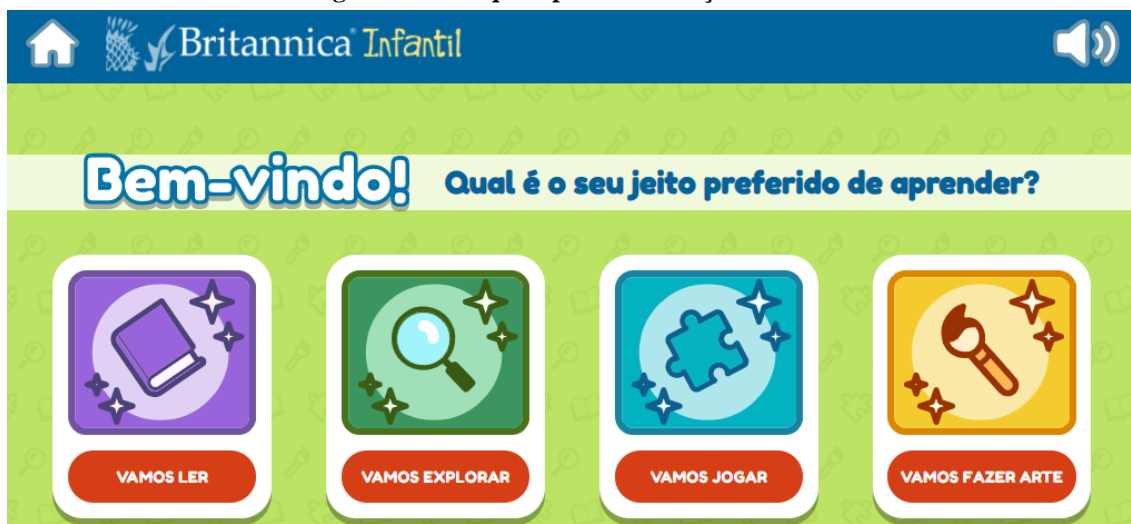 Britannica® Infantil
Bem-vindo! Qual é o seu jeito preferido de aprender?
VAMOS LER
VAMOS EXPLORAR
VAMOS JOGAR
VAMOS FAZER ARTE